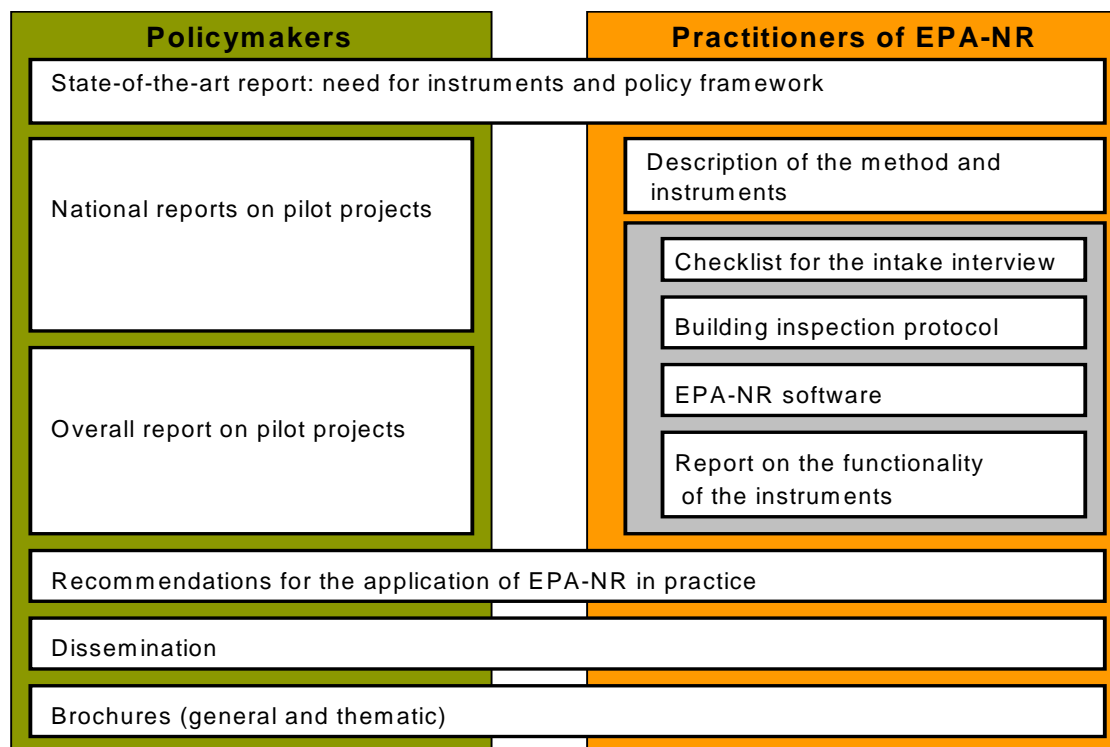 Policymakers
Practitioners of EPA-NR
State-of-the-art report: need for instruments and policy framework
National reports on pilot projects
Overall report on pilot projects
Description of the method and
instruments
Checklist for the intake interview
Building inspection protocol
EPA-NR software
Report on the functionality
of the instruments
Recommendations for the application of EPA-NR in practice
Dissemination
Brochures (general and thematic)